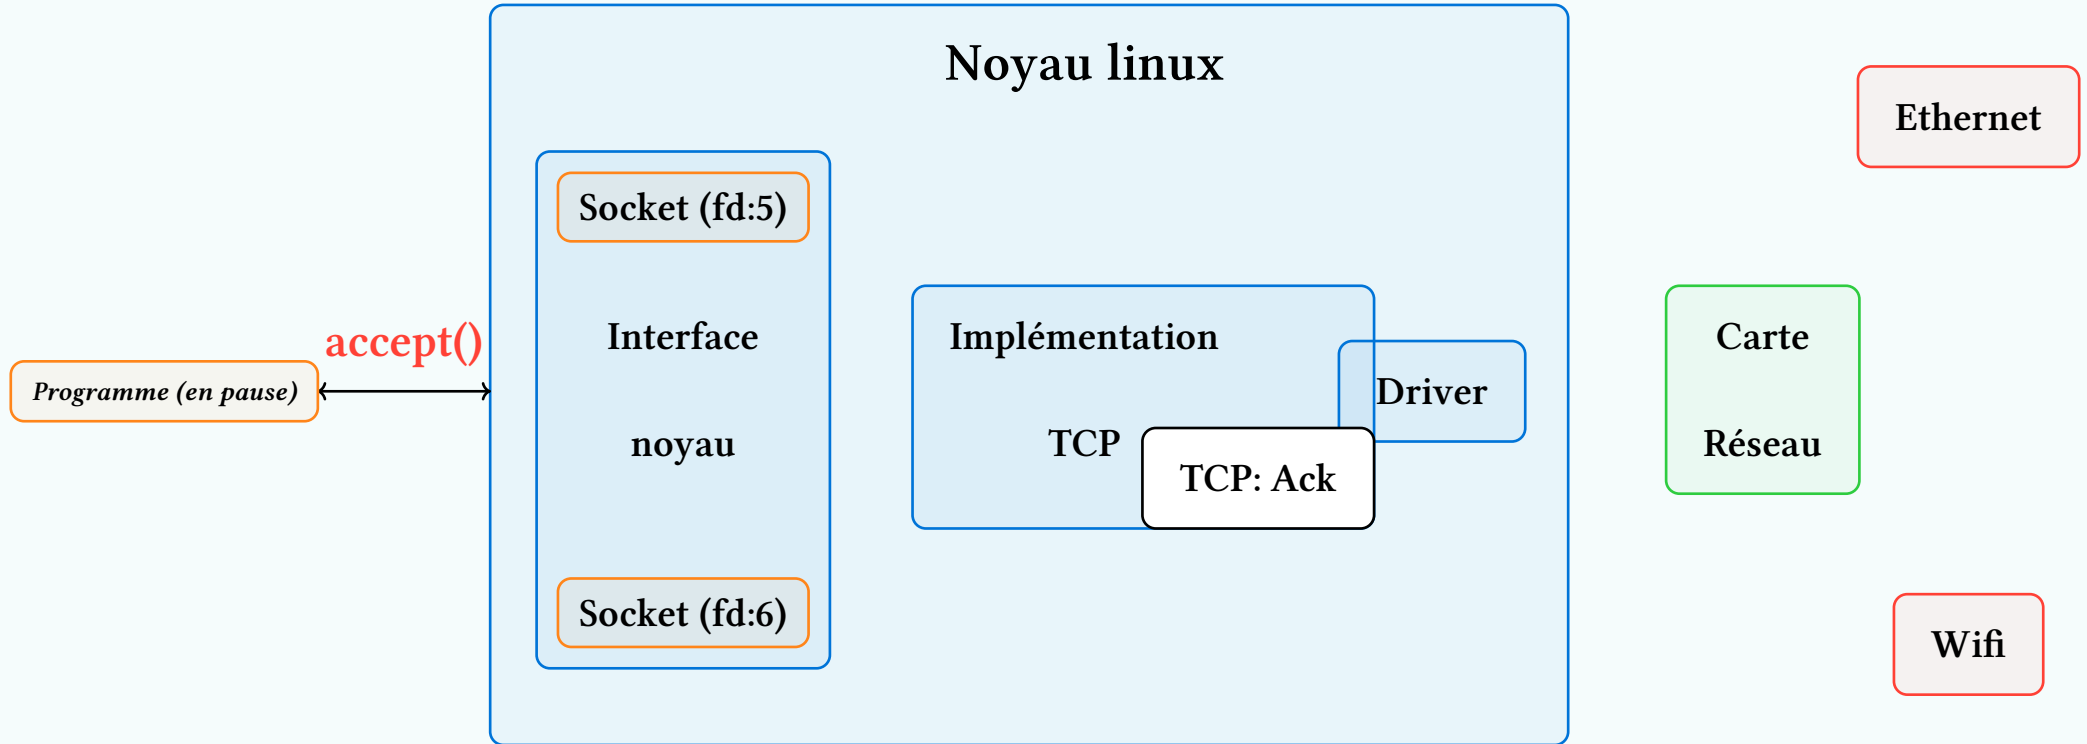 Noyau linux
Ethernet
Socket (fd:5)
accept()
Interface
noyau
Programme (en pause)
Implémentation
TCP
Driver
TCP: Ack
Carte
Réseau
Socket (fd:6)
Wifi